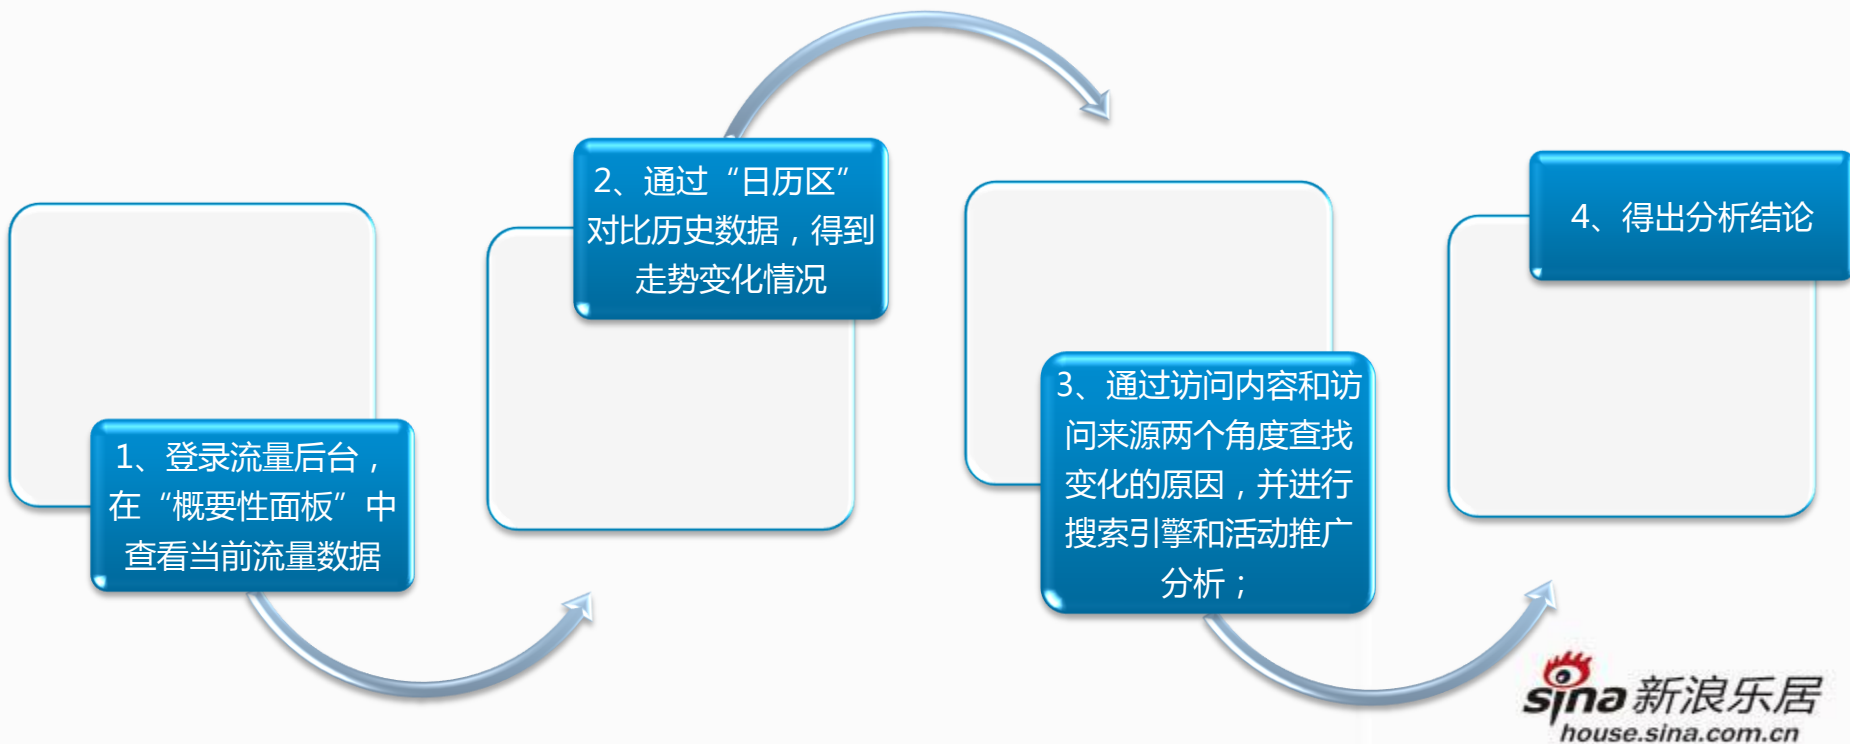 1、登录流量后台，
在“概要性面板”中
查看当前流量数据
2、通过“日历区”
对比历史数据，得到
走势变化情况
3、通过访问内容和访
问来源两个角度查找
变化的原因，并进行
搜索引擎和活动推广
分析；
4、得出分析结论
sina新浪乐居
house.sina.com.cn